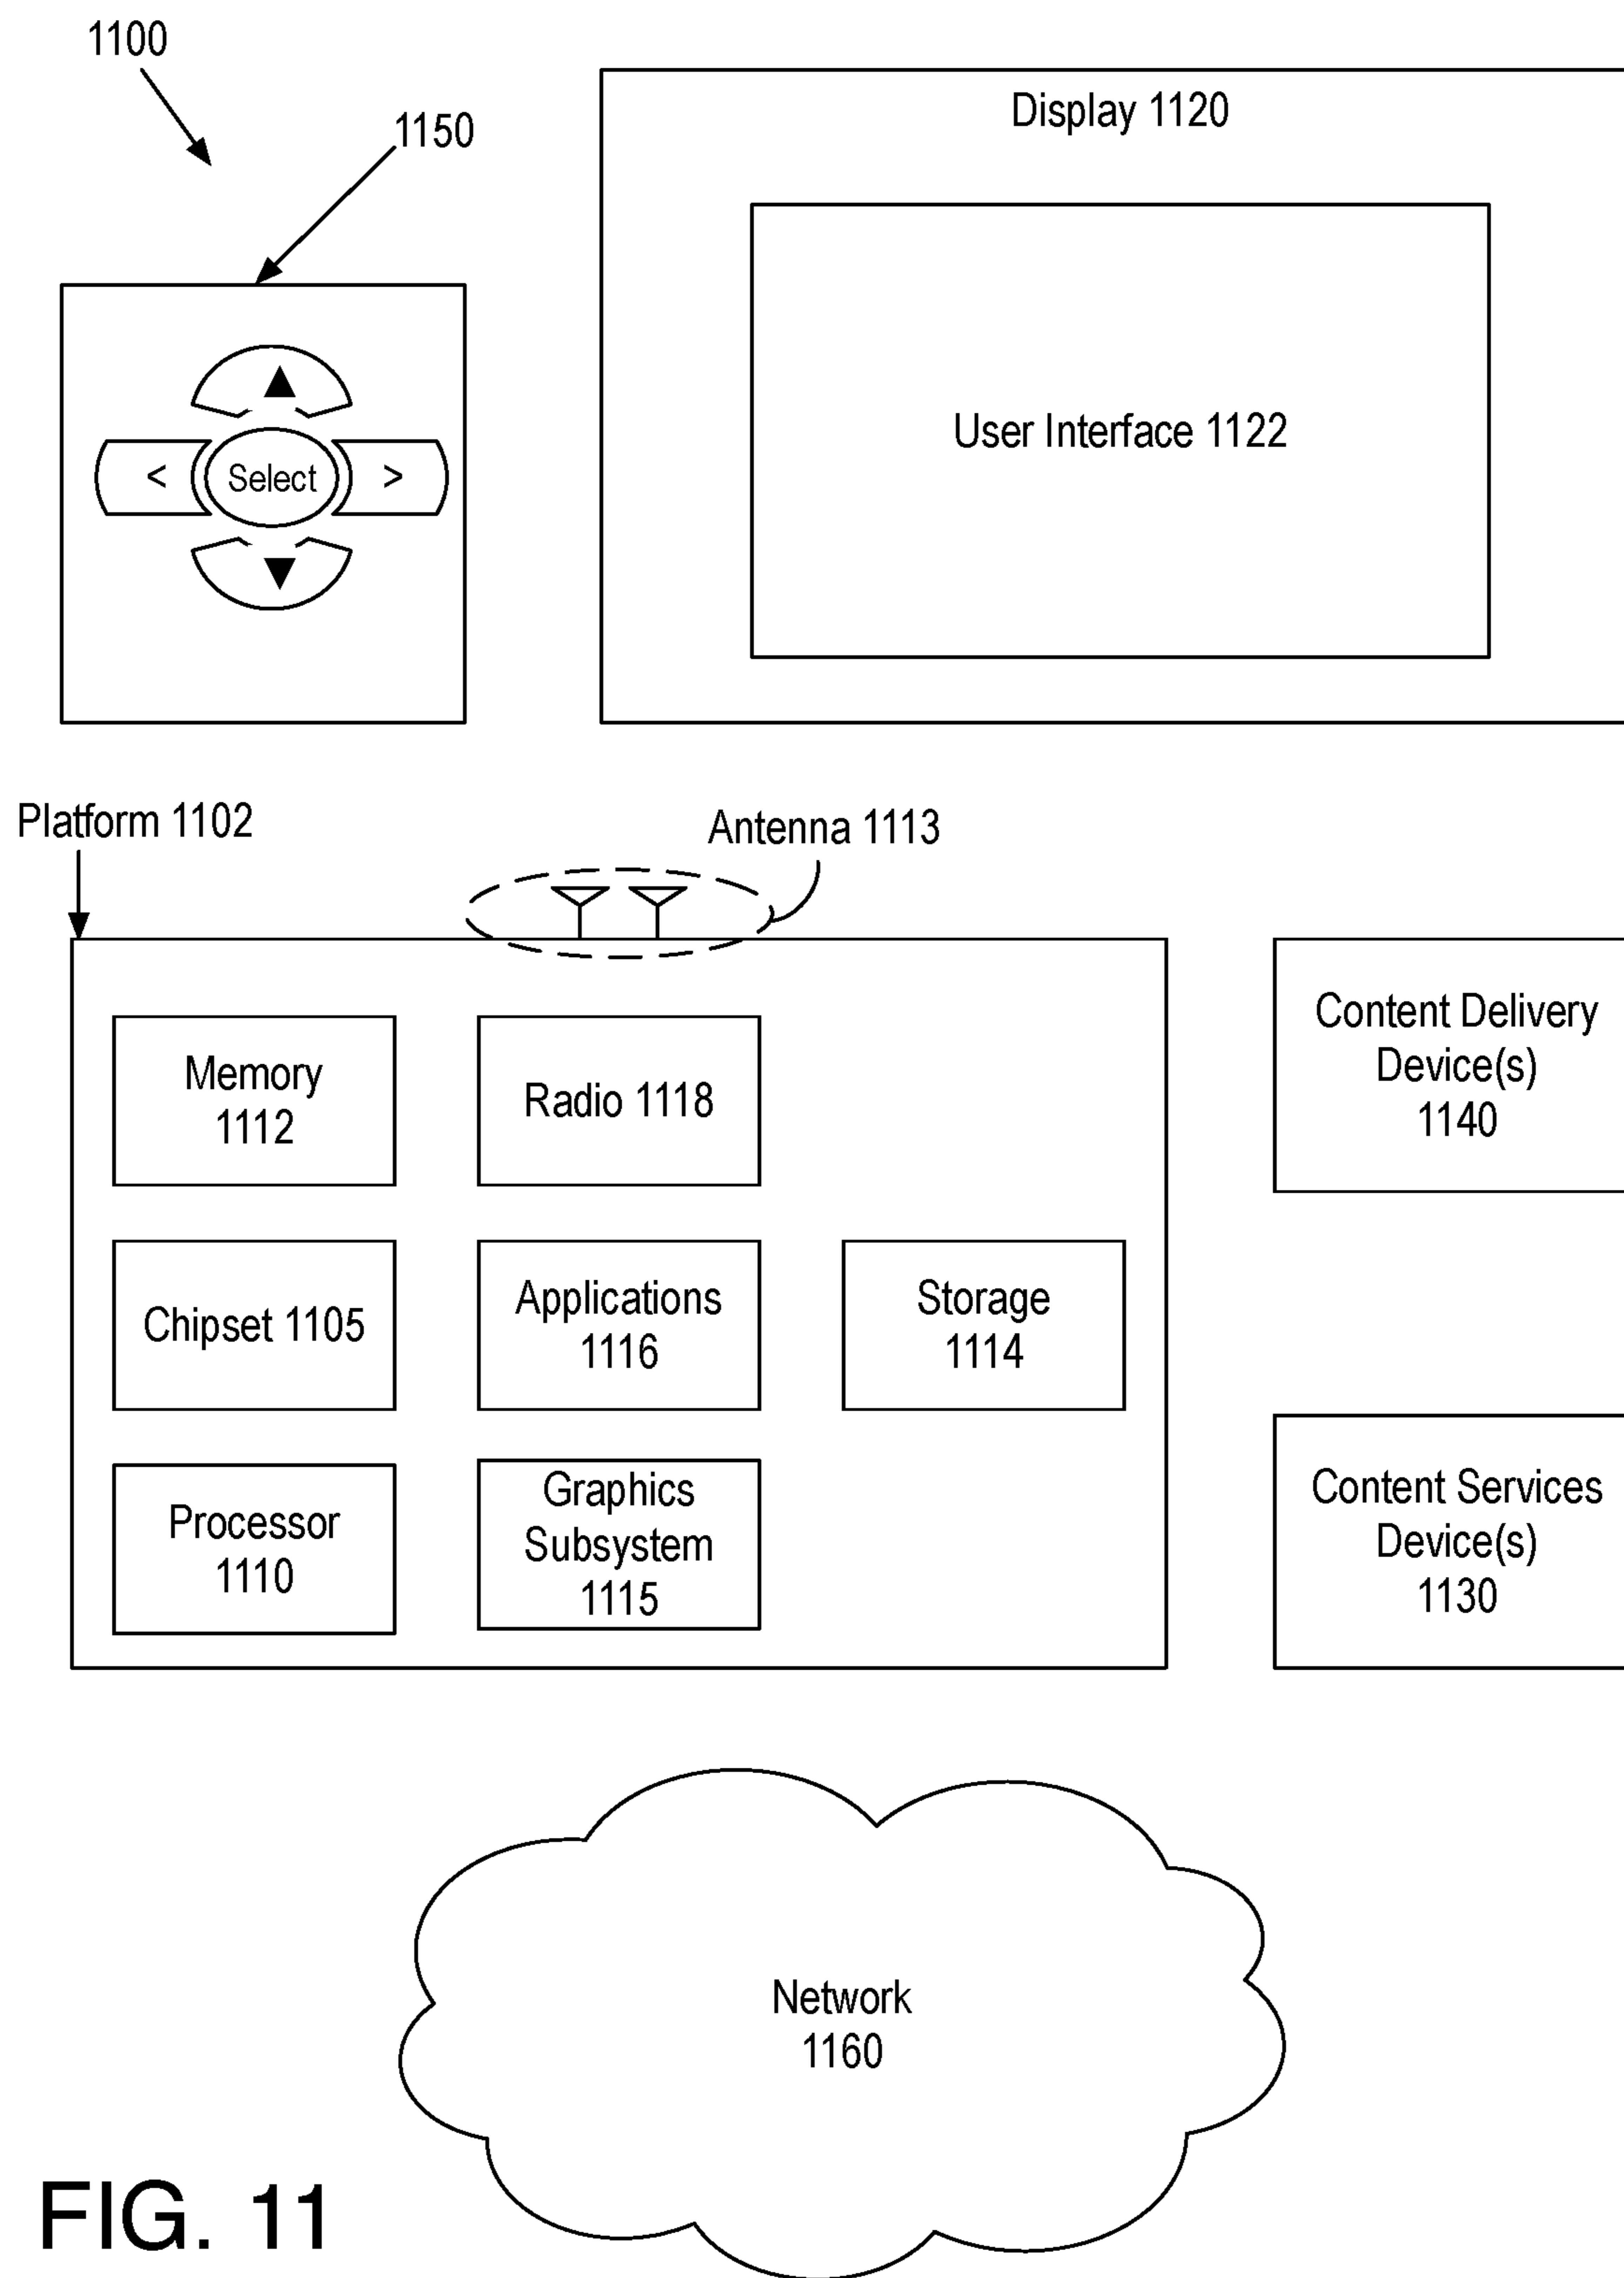 1100
1150
Display 1120
User Interface 1122
<
Select
>
Platform 1102
Antenna 1113
Memory
1112
Radio 1118
Content Delivery
Device(s)
1140
Chipset 1105
Applications
1116
Storage
1114
Processor
1110
Graphics
Subsystem
1115
Content Services
Device(s)
1130
Network
1160
FIG. 11